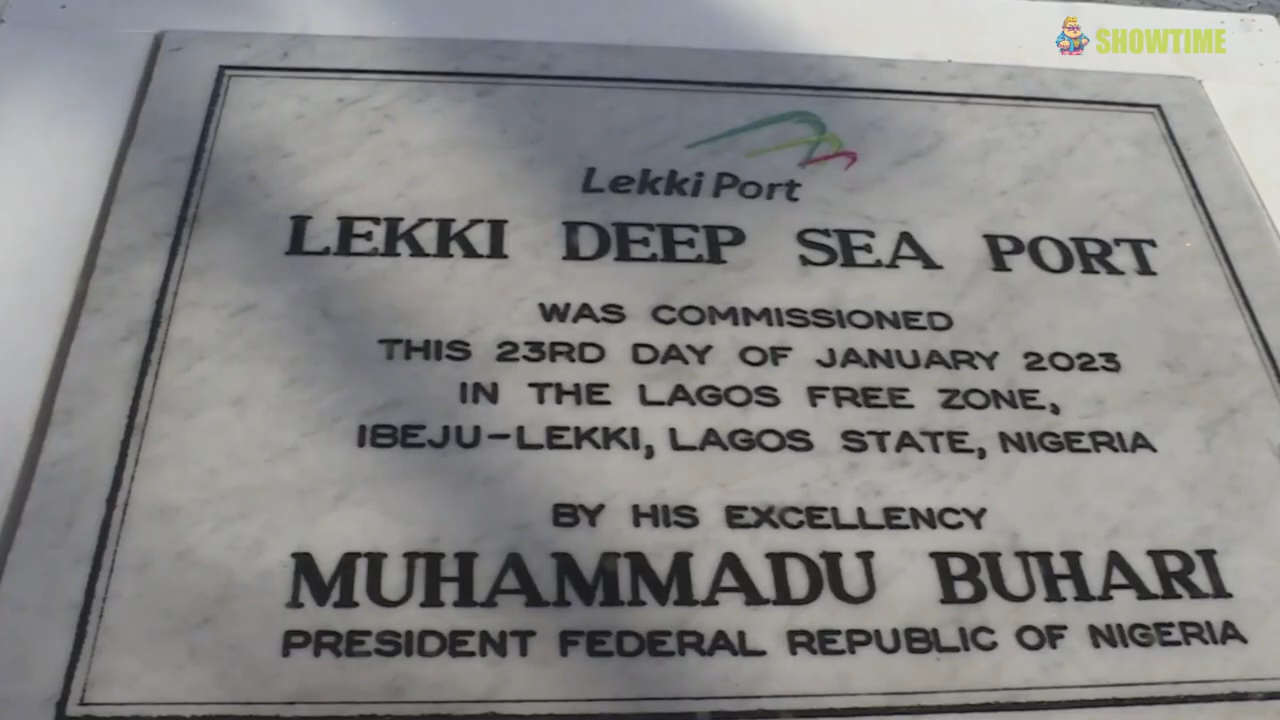 SHOWTIME
Lekki Port
LEKKI DEEP SEA PORT
WAS COMMISSIONED
THIS 23RD DAY OF JANUARY 2023
IN THE LAGOS FREE ZONE,
IBEJU-LEKKI, LAGOS STATE, NIGERIA
BY HIS EXCELLENCY
MUHAMMADU BUHARI
PRESIDENT FEDERAL REPUBLIC OF NIGERIA